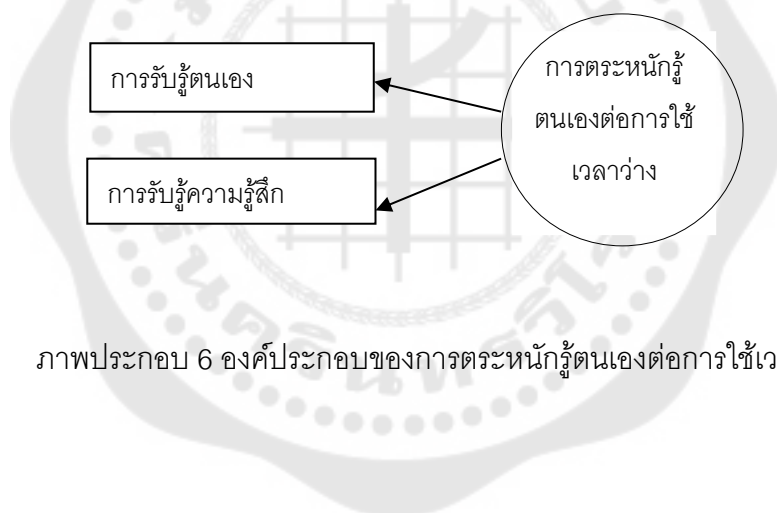 การรับรู้ตนเอง
การตระหนักรู้
ตนเองต่อการใช้
เวลาว่าง
การรับรู้ความรู้สึก
ภาพประกอบ 6 องค์ประกอบของการตระหนักรู้ตนเองต่อการใช้เว